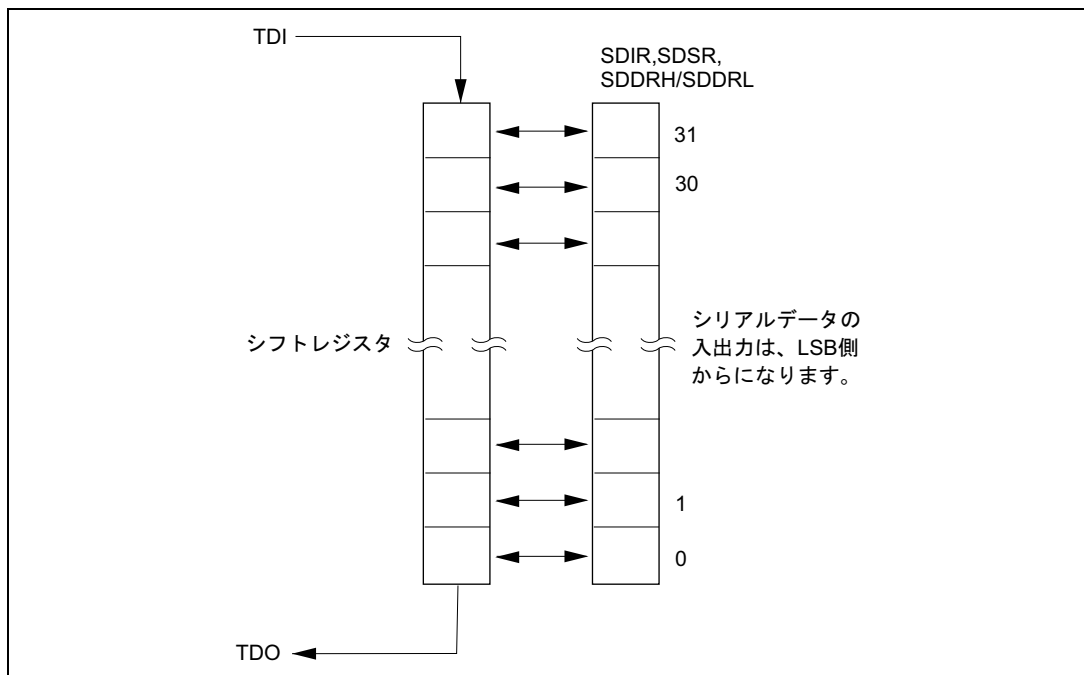 TDI
SDIR,SDSR,
SDDRH/SDDRL
31
30
シフトレジスタ
シリアルデータの
入出力は、LSB側
からになります。
1
0
TDO